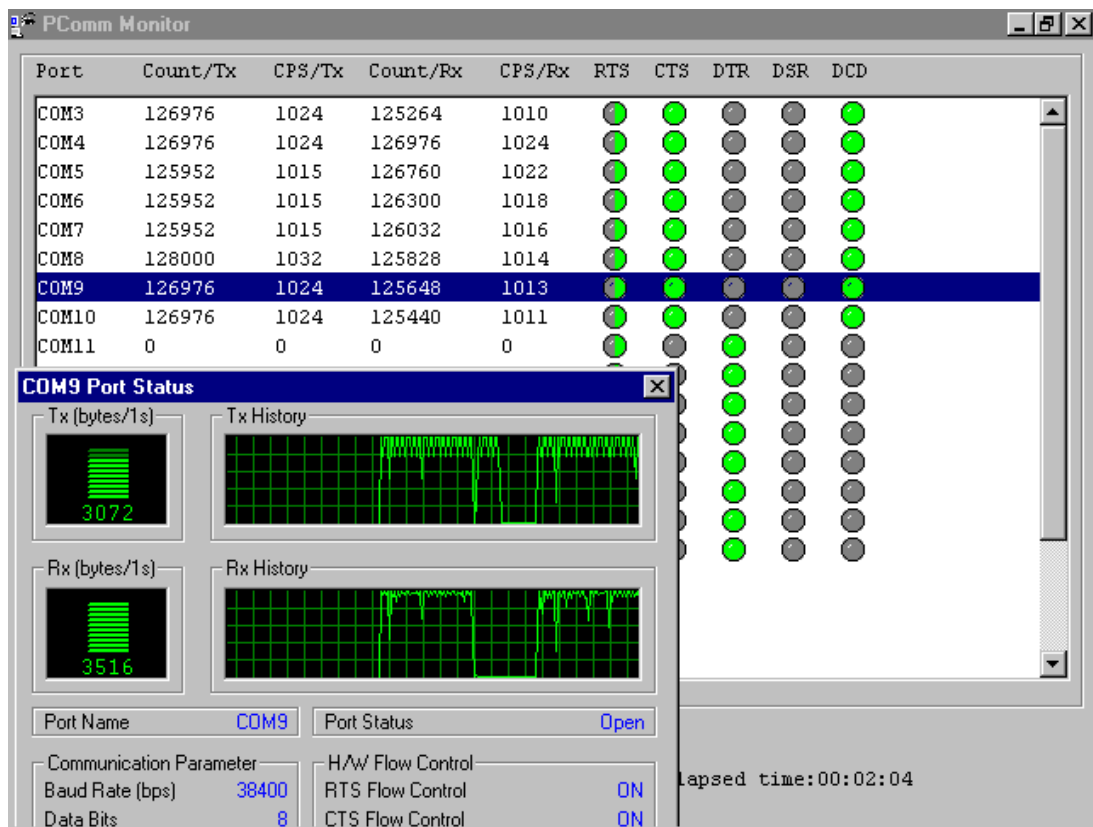 PComm Monitor
Port Count/Tx CPS/Tx Count/Rx CPS/Rx RTS CTS DTR DSR DCD
COM3 126976 1024 125264 1010
COM4 126976 1024 126976 1024
COM5 125952 1015 126760 1022
COM6 125952 1015 126300 1018
COM7 125952 1015 126032 1016
COM8 128000 1032 125828 1014
COM9 126976 1024 125648 1013
COM10 126976 1024 125440 1011
COM11 0 0 0 0
COM9 Port Status
Tx (bytes/1s) Tx History
3072
Rx (bytes/1s) Rx History
3516
Port Name COM9 Port Status Open
Communication Parameter H/W Flow Control
Baud Rate (bps) 38400 RTS Flow Control ON
lapsed time:00:02:04
Data Bits 8 CTS Flow Control ON